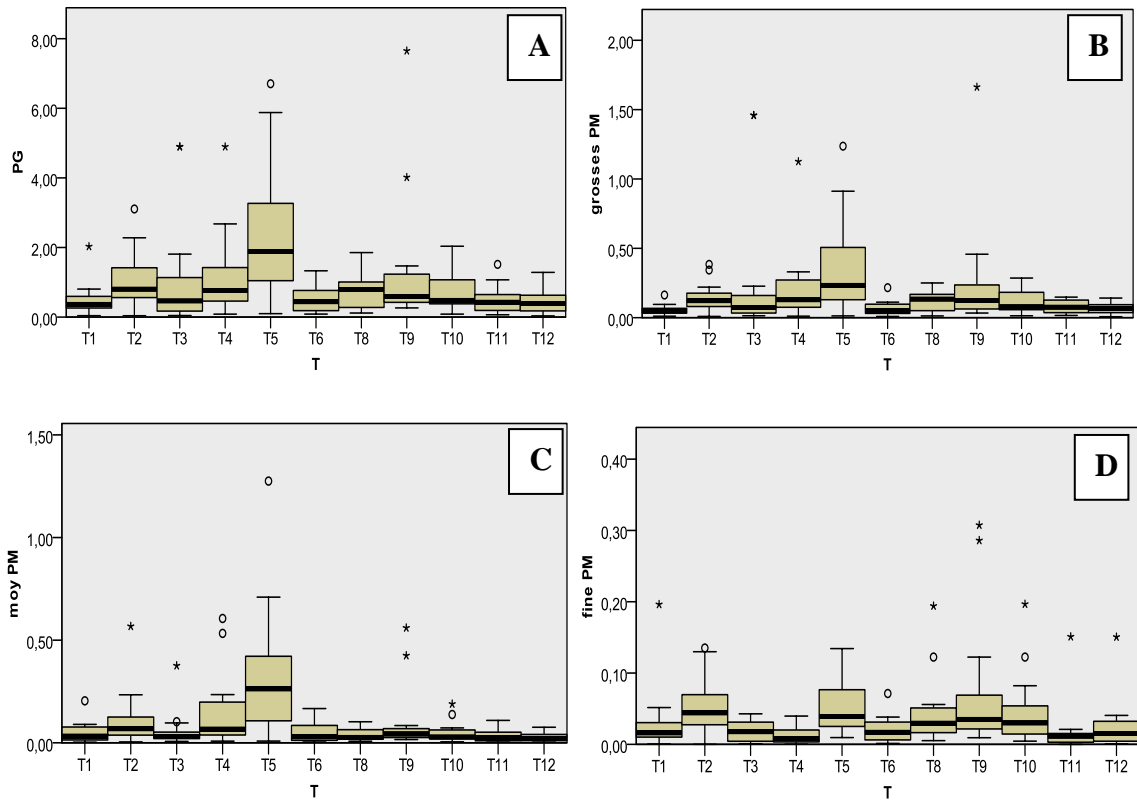 A
8,00
6,00
4,00
2,00
0,00
PG
T1 T2 T3 T4 T5 T6 T8 T9 T10 T11 T12
T
B
2,00
1,50
1,00
0,50
0,00
grosses PM
T1 T2 T3 T4 T5 T6 T8 T9 T10 T11 T12
T
C
1,50
1,00
0,50
0,00
moy PM
T1 T2 T3 T4 T5 T6 T8 T9 T10 T11 T12
T
D
0,40
0,30
0,20
0,10
0,00
fine PM
T1 T2 T3 T4 T5 T6 T8 T9 T10 T11 T12
T